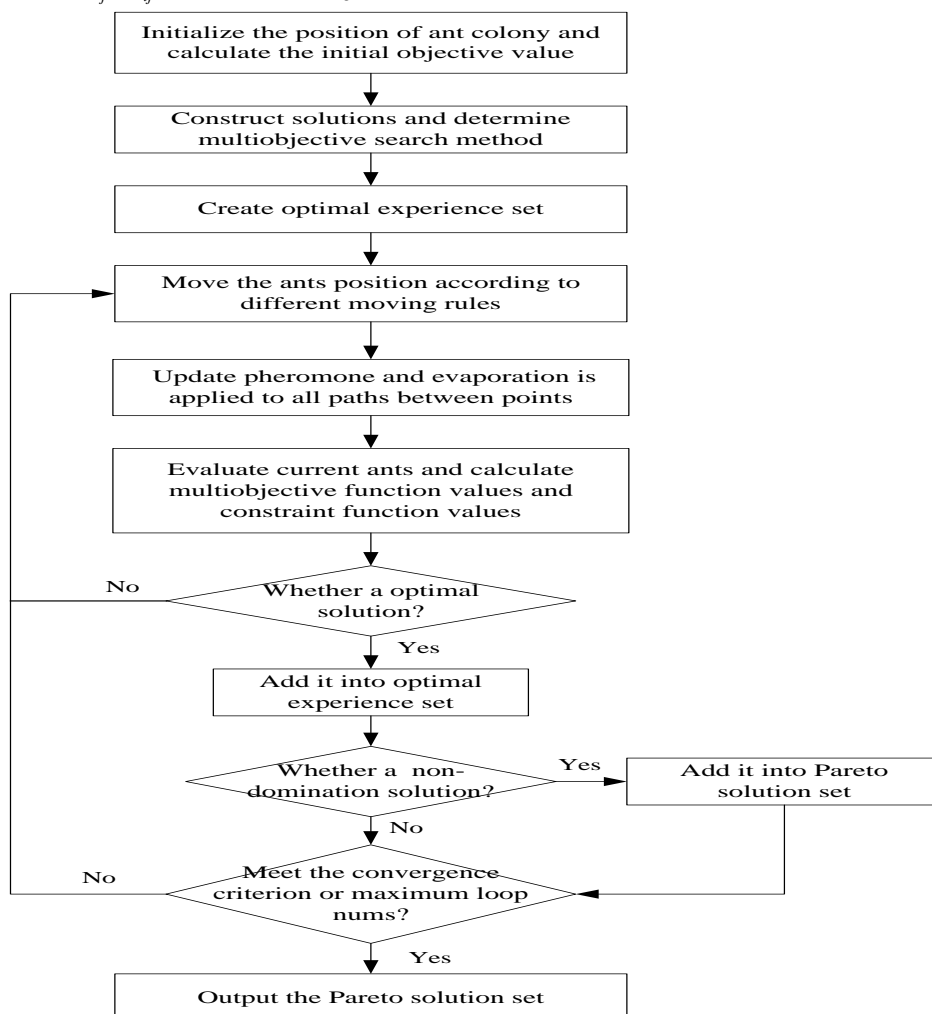 Initialize the position of ant colony and
calculate the initial objective value
Construct solutions and determine
multiobjective search method
Create optimal experience set
Move the ants position according to
different moving rules
Update pheromone and evaporation is
applied to all paths between points
Evaluate current ants and calculate
multiobjective function values and
constraint function values
No
Whether a optimal
solution?
Yes
Add it into optimal
experience set
Whether a non-
domination solution?
Yes
Add it into Pareto
solution set
No
No
Meet the convergence
criterion or maximum loop
nums?
Yes
Output the Pareto solution set